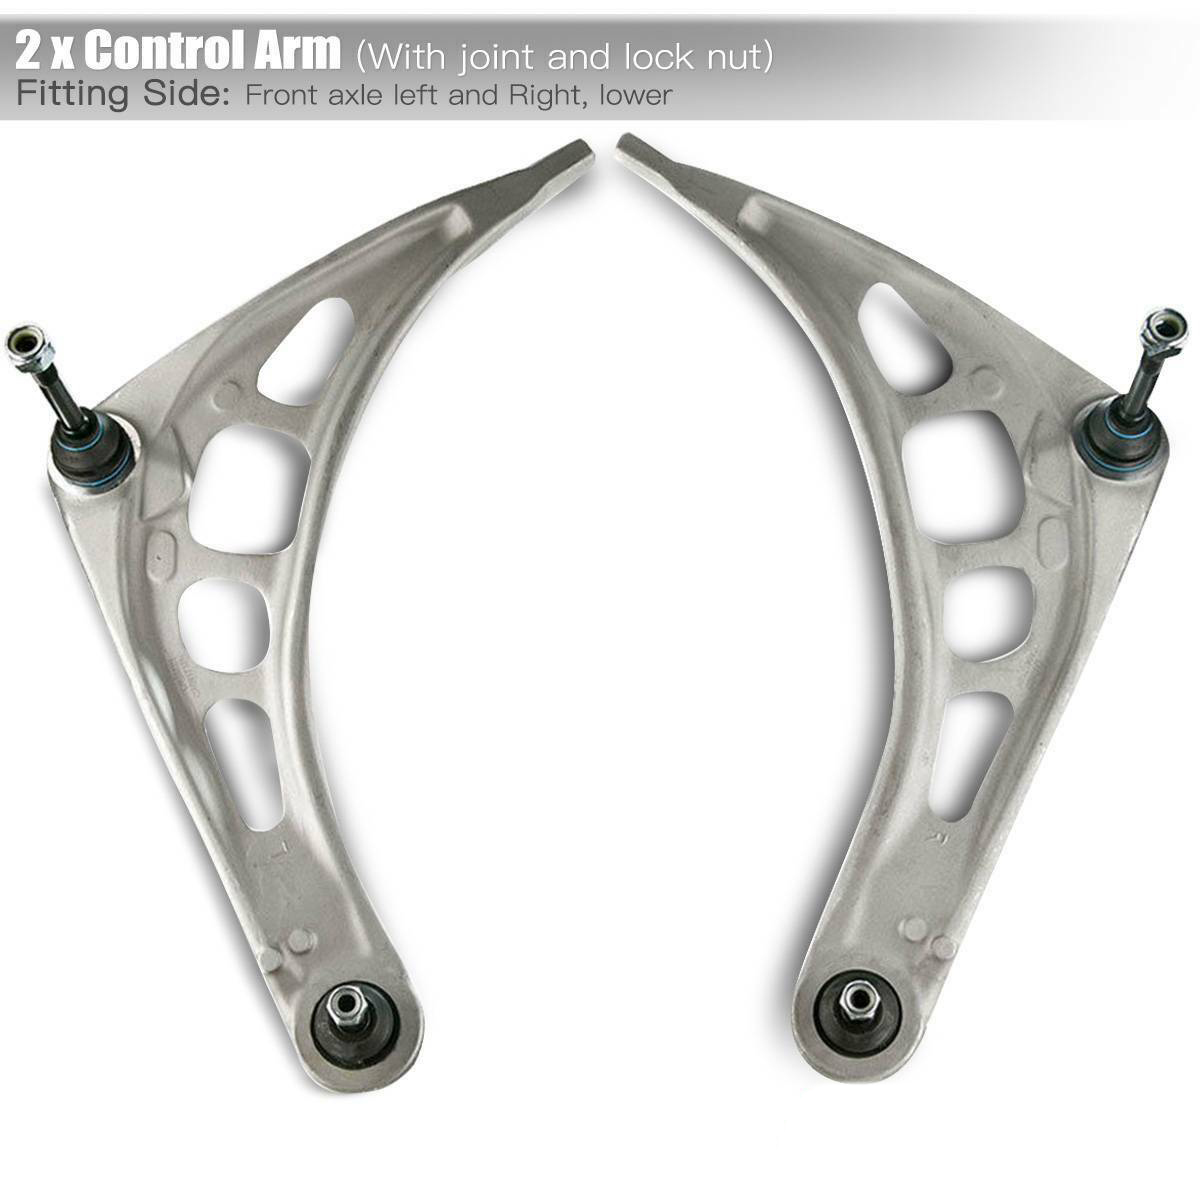 2 x Control Arm (With joint and lock nut)
Fitting Side: Front axle left and Right, lower
L
R